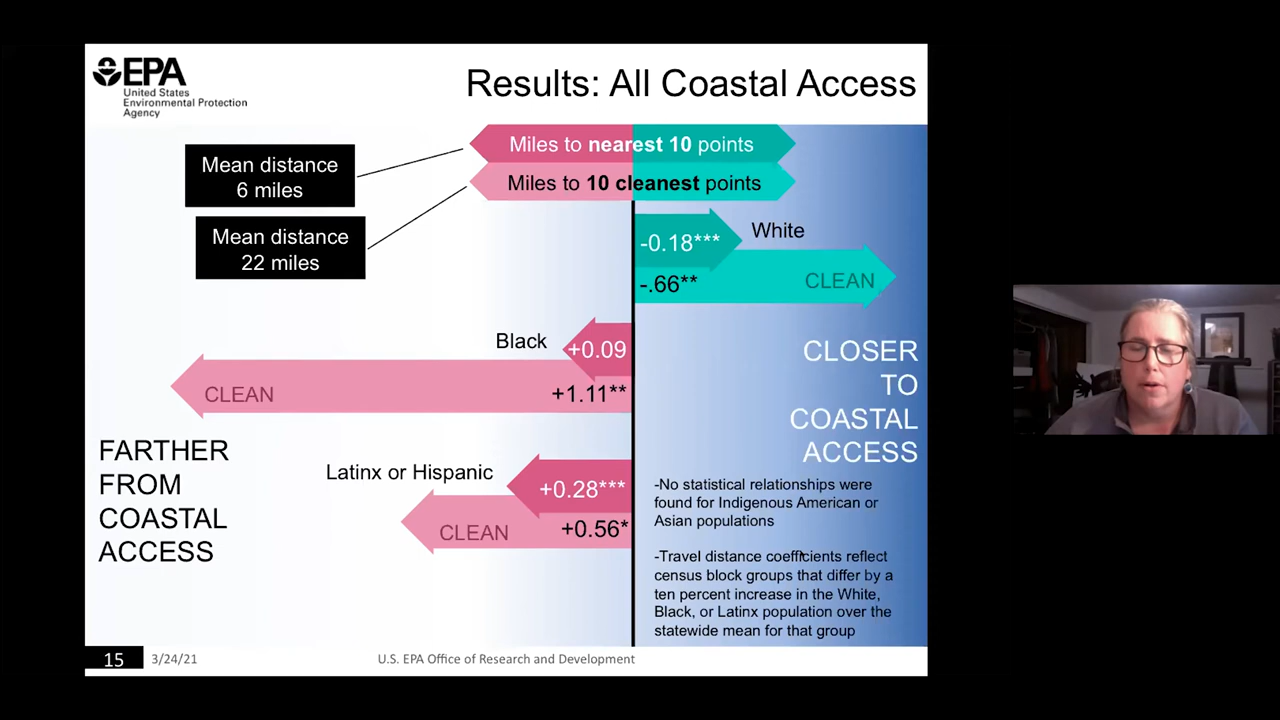 EPA
United States
Environmental Protection
Agency
Results: All Coastal Access
Miles to nearest 10 points
Miles to 10 cleanest points
Mean distance
6 miles
Mean distance
22 miles
-0.18***
White
-.66**
CLEAN
Black
+0.09
CLEAN
+1.11**
CLOSER
TO
COASTAL
ACCESS
FARTHER
FROM
COASTAL
ACCESS
Latinx or Hispanic
+0.28***
CLEAN
+0.56*
-No statistical relationships were
found for Indigenous American or
Asian populations
-Travel distance coefficients reflect
census block groups that differ by a
ten percent increase in the White,
Black, or Latinx population over the
statewide mean for that group
15
3/24/21
U.S. EPA Office of Research and Development